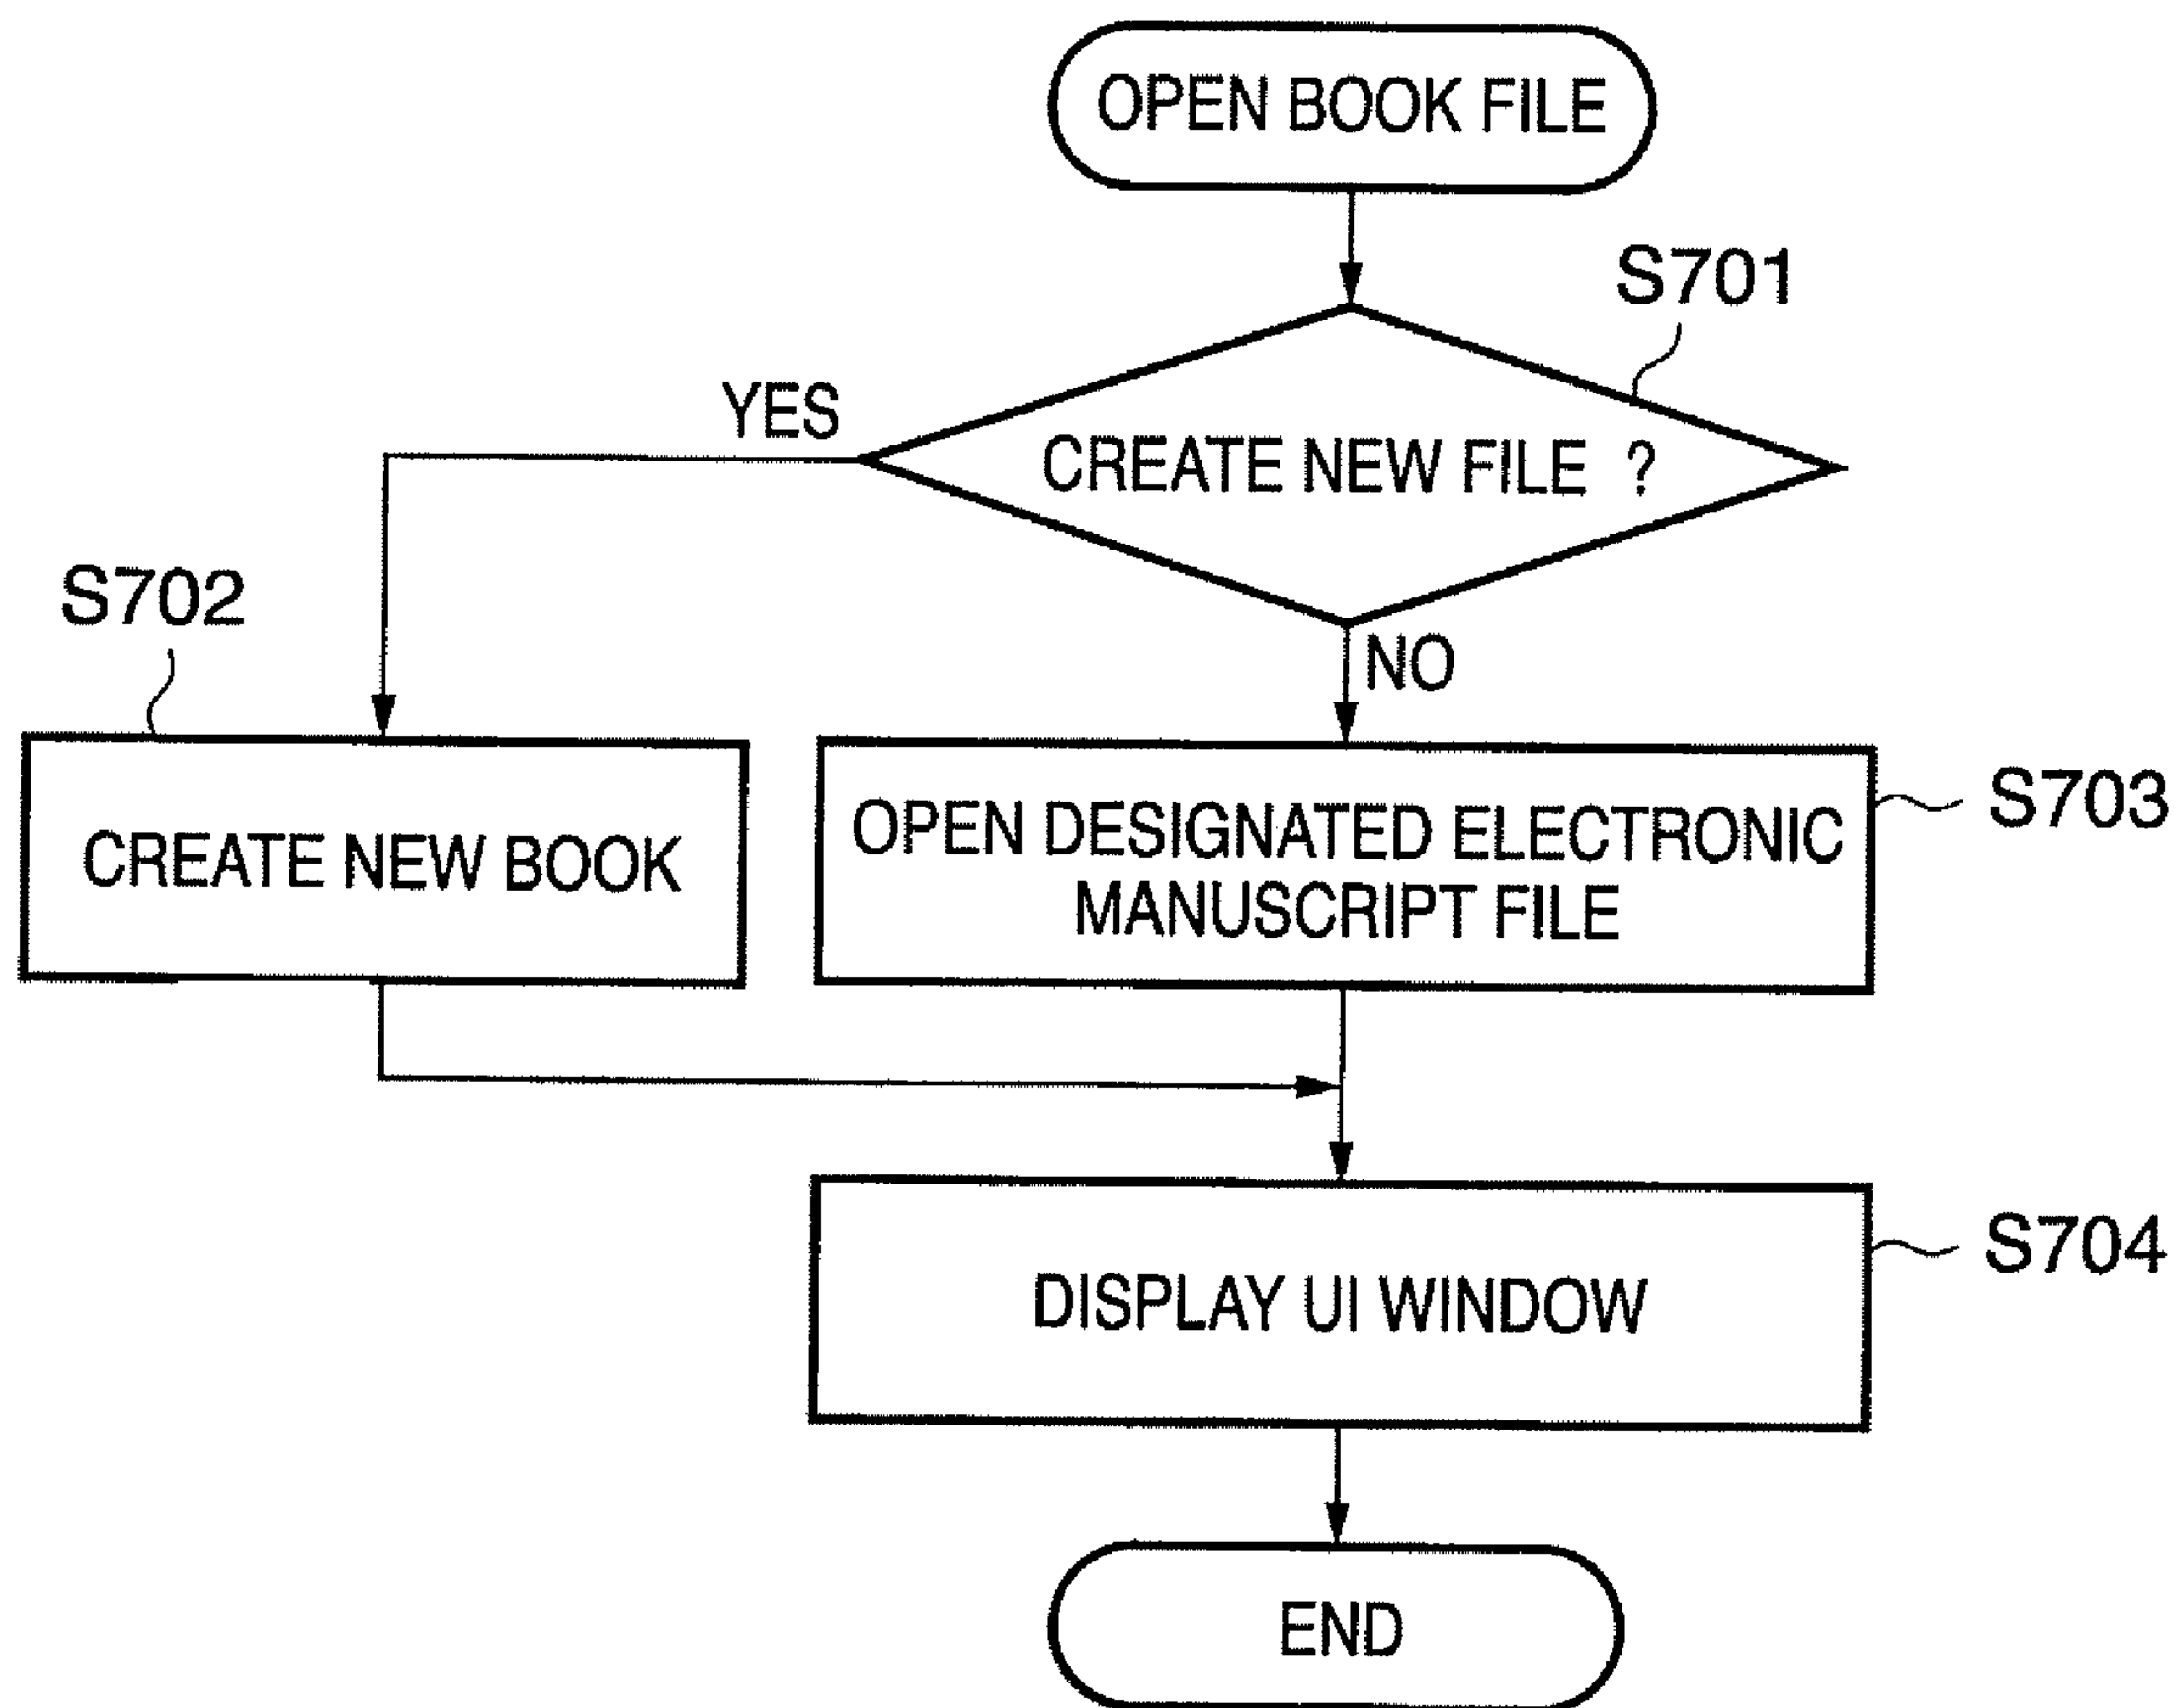 OPEN BOOK FILE
S701
YES
CREATE NEW FILE ?
S702
NO
CREATE NEW BOOK
OPEN DESIGNATED ELECTRONIC
MANUSCRIPT FILE
S703
DISPLAY UI WINDOW
S704
END